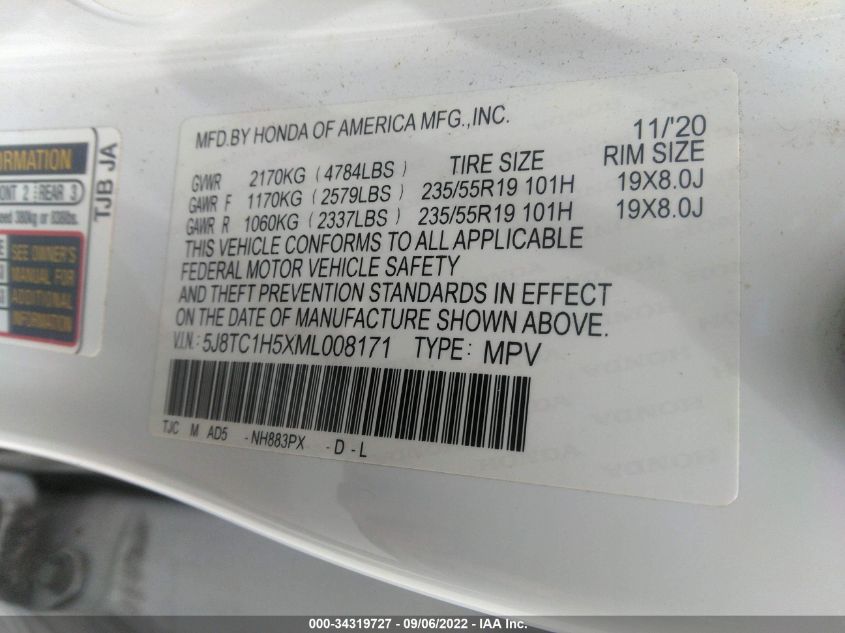 MFD.BY HONDA OF AMERICA MFG.,INC. 11/'20
GVWR 2170KG (4784LBS) TIRE SIZE RIM SIZE
GAWR F 1170KG (2579LBS) 235/55R19 101H 19X8.0J
GAWR R 1060KG (2337LBS) 235/55R19 101H 19X8.0J
THIS VEHICLE CONFORMS TO ALL APPLICABLE
FEDERAL MOTOR VEHICLE SAFETY
AND THEFT PREVENTION STANDARDS IN EFFECT
ON THE DATE OF MANUFACTURE SHOWN ABOVE.
V.I.N.: 5J8TC1H5XML008171 TYPE: MPV
TJC M AD5 -NH883PX -D-L
TJB JA
2 REAR 3
SEE OWNER'S
MANUAL FOR
ADDITIONAL
INFORMATION
000-34319727 - 09/06/2022 - IAA Inc.